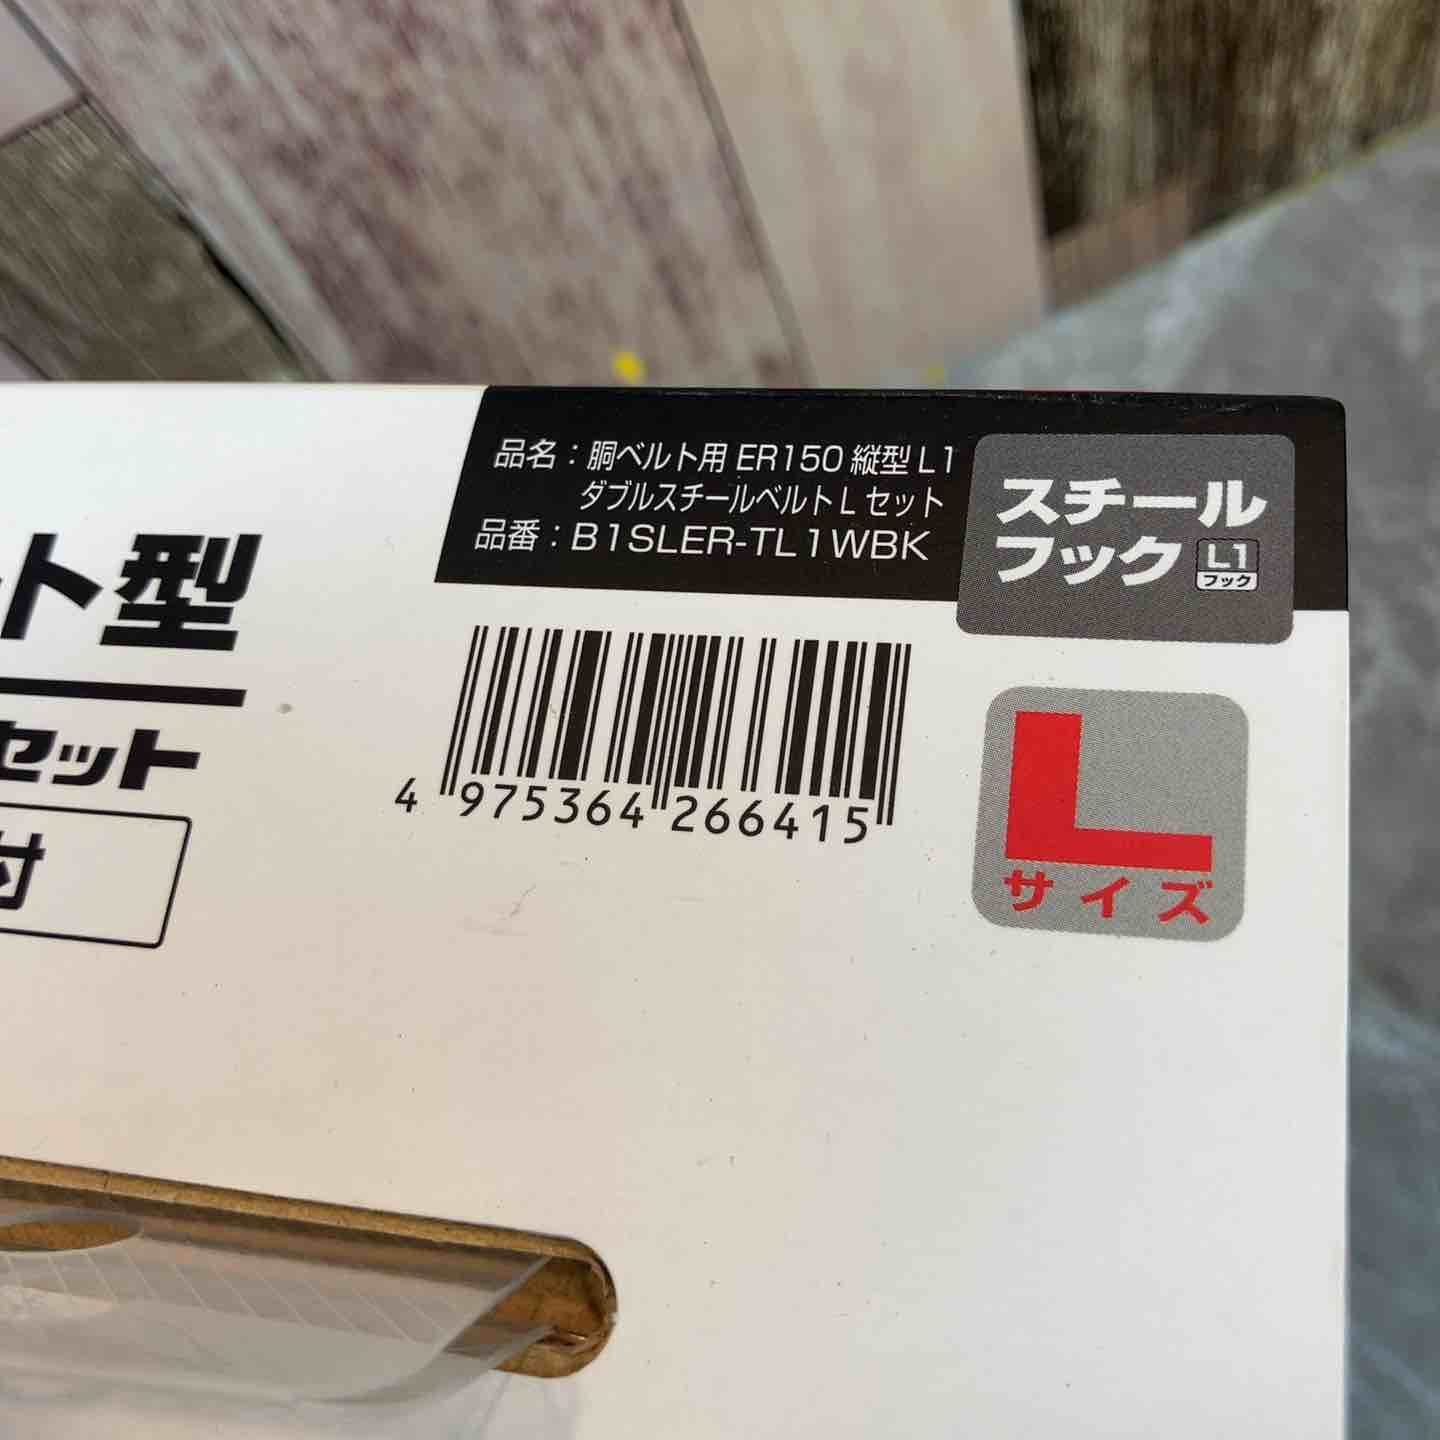 品名：胴ベルト用 ER150 縦型 L1
ダブルスチールベルト L セット
品番：B1SLER-TL1WBK
スチール
フック L1
フック
4 975364 266415
L
サイズ
ト型
セット
付